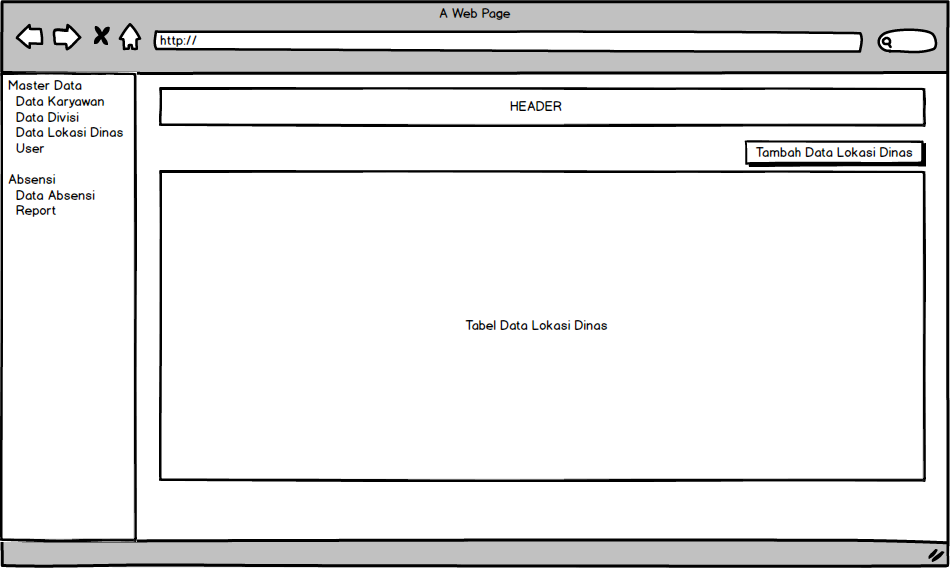 A Web Page
http://
Master Data
Data Karyawan
Data Divisi
Data Lokasi Dinas
User
Absensi
Data Absensi
Report
HEADER
Tambah Data Lokasi Dinas
Tabel Data Lokasi Dinas